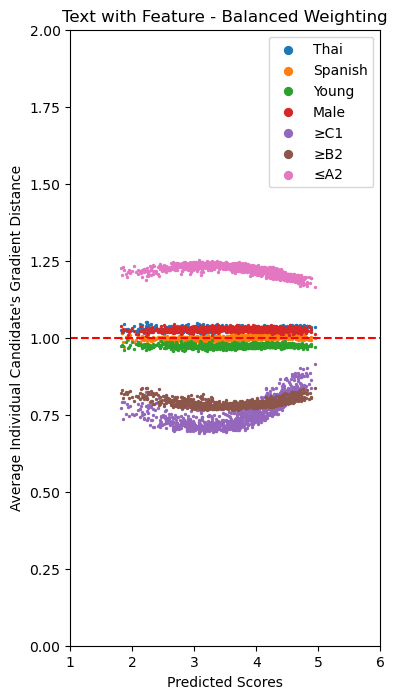 Text with Feature - Balanced Weighting
2.00
1.75
1.50
1.25
1.00
0.75
0.50
0.25
0.00
Average Individual Candidate's Gradient Distance
Thai
Spanish
Young
Male
≥C1
≥B2
≤A2
1 2 3 4 5 6
Predicted Scores